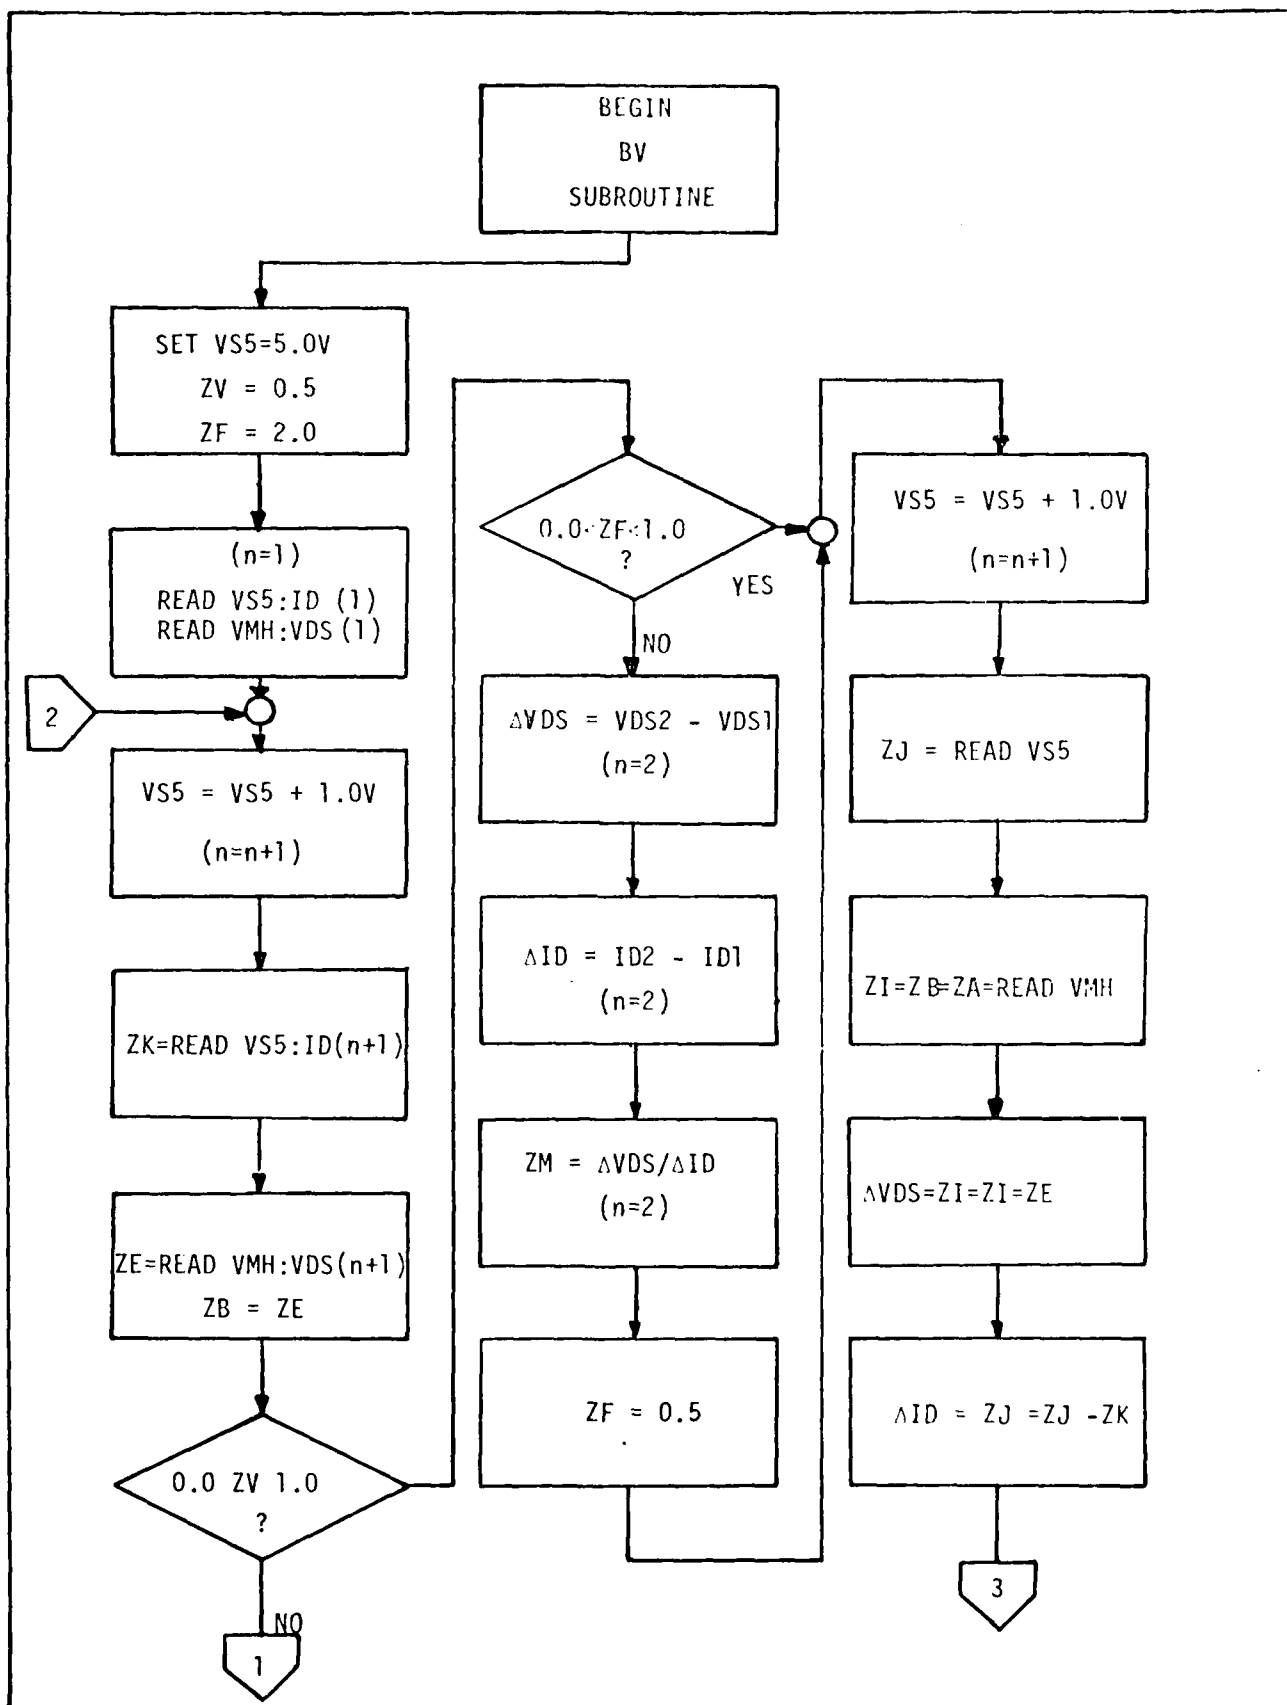 BEGIN
BV
SUBROUTINE
SET VS5=5.0V
ZV = 0.5
ZF = 2.0
(n=1)
READ VS5:ID (1)
READ VMH:VDS(1)
2
VS5 = VS5 + 1.0V
(n=n+1)
ZK=READ VS5:ID(n+1)
ZE=READ VMH:VDS(n+1)
ZB = ZE
0.0 ZV 1.0
?
NO
1
0.0<ZF<1.0
?
YES
NO
ΔVDS = VDS2 - VDS1
(n=2)
ΔID = ID2 - ID1
(n=2)
ZM = ΔVDS/ΔID
(n=2)
ZF = 0.5
VS5 = VS5 + 1.0V
(n=n+1)
ZJ = READ VS5
ZI=ZB=ZA=READ VMH
ΔVDS=ZI=ZI=ZE
ΔID = ZJ =ZJ -ZK
3